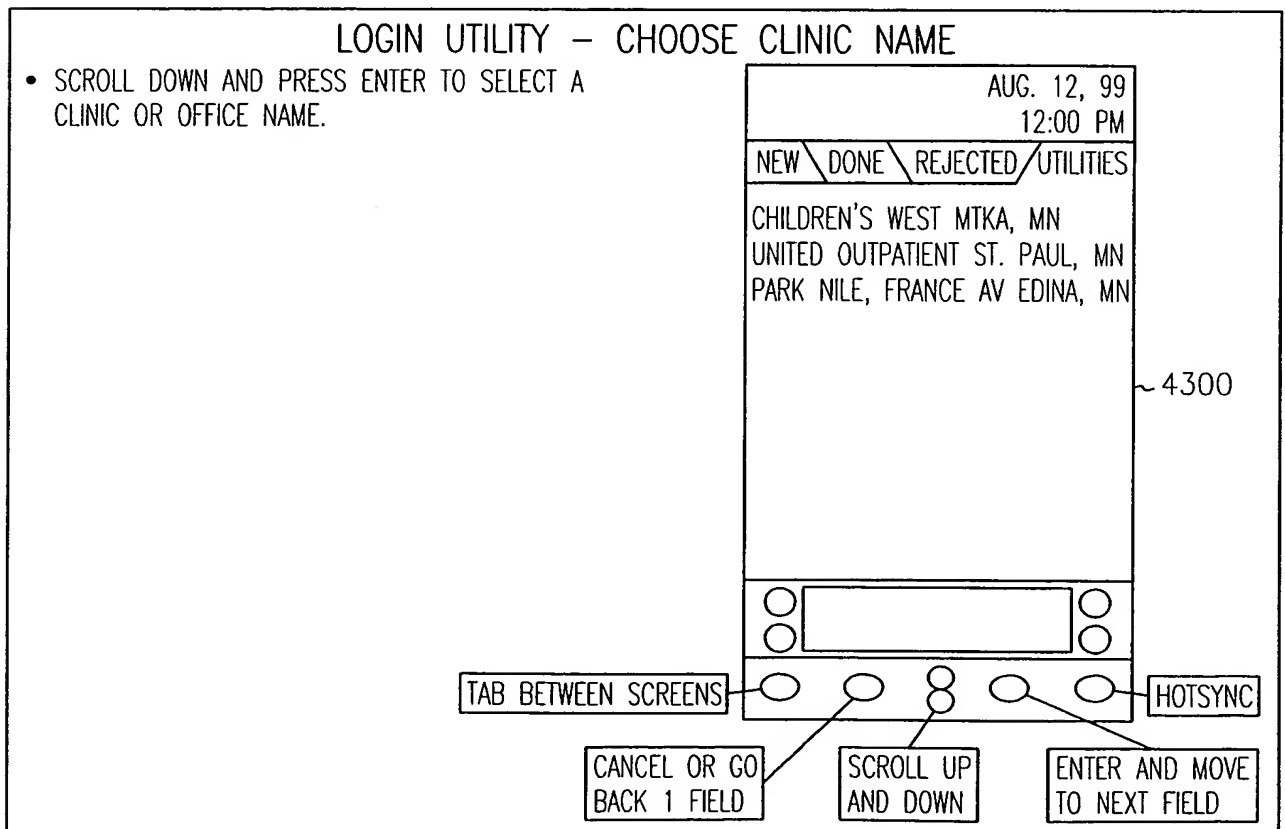 LOGIN UTILITY – CHOOSE CLINIC NAME
• SCROLL DOWN AND PRESS ENTER TO SELECT A
CLINIC OR OFFICE NAME.
AUG. 12, 99
12:00 PM
NEW DONE REJECTED UTILITIES
CHILDREN'S WEST MTKA, MN
UNITED OUTPATIENT ST. PAUL, MN
PARK NILE, FRANCE AV EDINA, MN
4300
TAB BETWEEN SCREENS
HOTSYNC
CANCEL OR GO
BACK 1 FIELD
SCROLL UP
AND DOWN
ENTER AND MOVE
TO NEXT FIELD